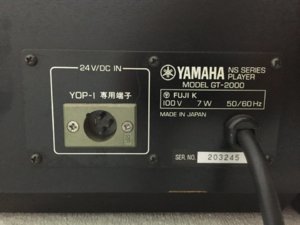 24V/DC IN
YOP-1 専用端子
YAMAHA NS SERIES
PLAYER
MODEL GT-2000
FUJI K
100V 7W 50/60Hz
MADE IN JAPAN
SER NO. 203245